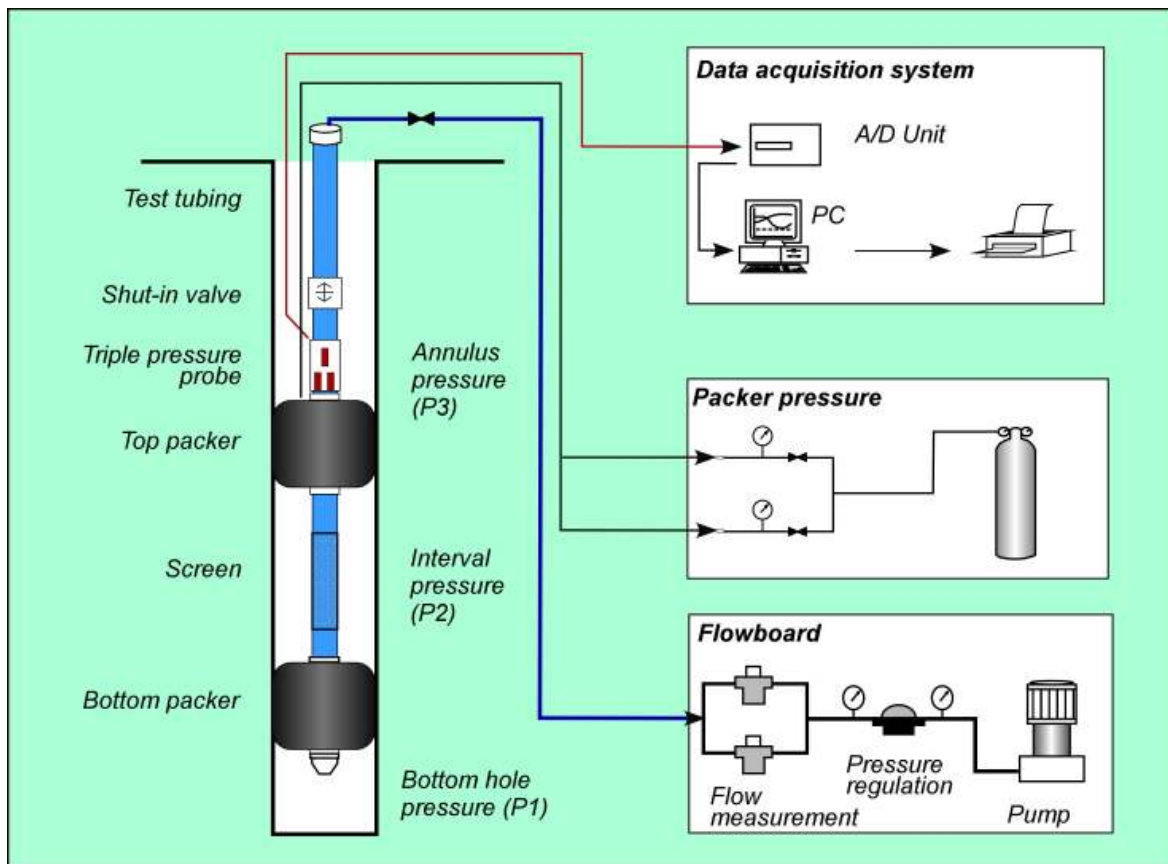 Data acquisition system
A/D Unit
PC
Test tubing
Shut-in valve
Triple pressure
probe
Top packer
Screen
Bottom packer
Annulus
pressure
(P3)
Interval
pressure
(P2)
Bottom hole
pressure (P1)
Packer pressure
Flowboard
Flow
measurement
Pressure
regulation
Pump